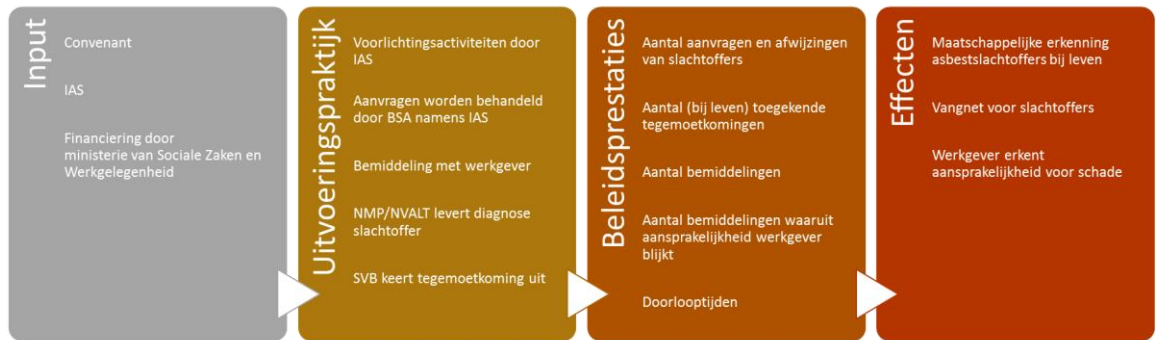 Input
Convenant
IAS
Financiering door
ministerie van Sociale Zaken en
Werkgelegenheid
Uitvoeringspraktijk
Voorlichtingsactiviteiten door
IAS
Aanvragen worden behandeld
door BSA namens IAS
Bemiddeling met werkgever
NMP/NVALT levert diagnose
slachtoffer
SVB keert tegemoetkoming uit
Beleidsprestaties
Aantal aanvragen en afwijzingen
van slachtoffers
Aantal (bij leven) toegekende
tegemoetkomingen
Aantal bemiddelingen
Aantal bemiddelingen waaruit
aansprakelijkheid werkgever
blijkt
Doorlooptijden
Effecten
Maatschappelijke erkenning
asbestslachtoffers bij leven
Vangnet voor slachtoffers
Werkgever erkent
aansprakelijkheid voor schade